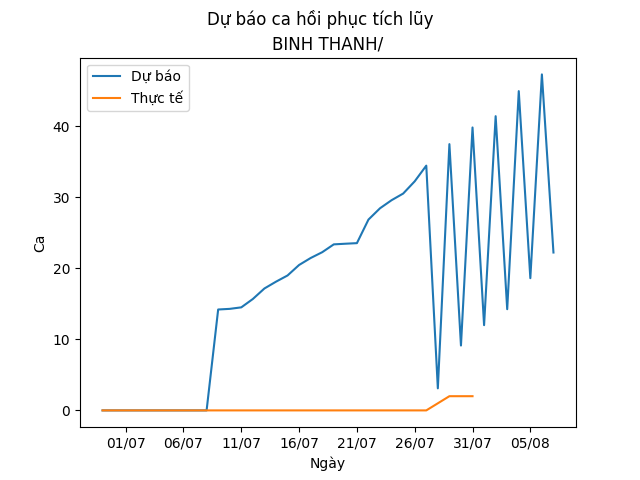 Dự báo ca hồi phục tích lũy
BINH THANH/
Dự báo
Thực tế
Ca
40
30
20
10
0
01/07 06/07 11/07 16/07 21/07 26/07 31/07 05/08
Ngày